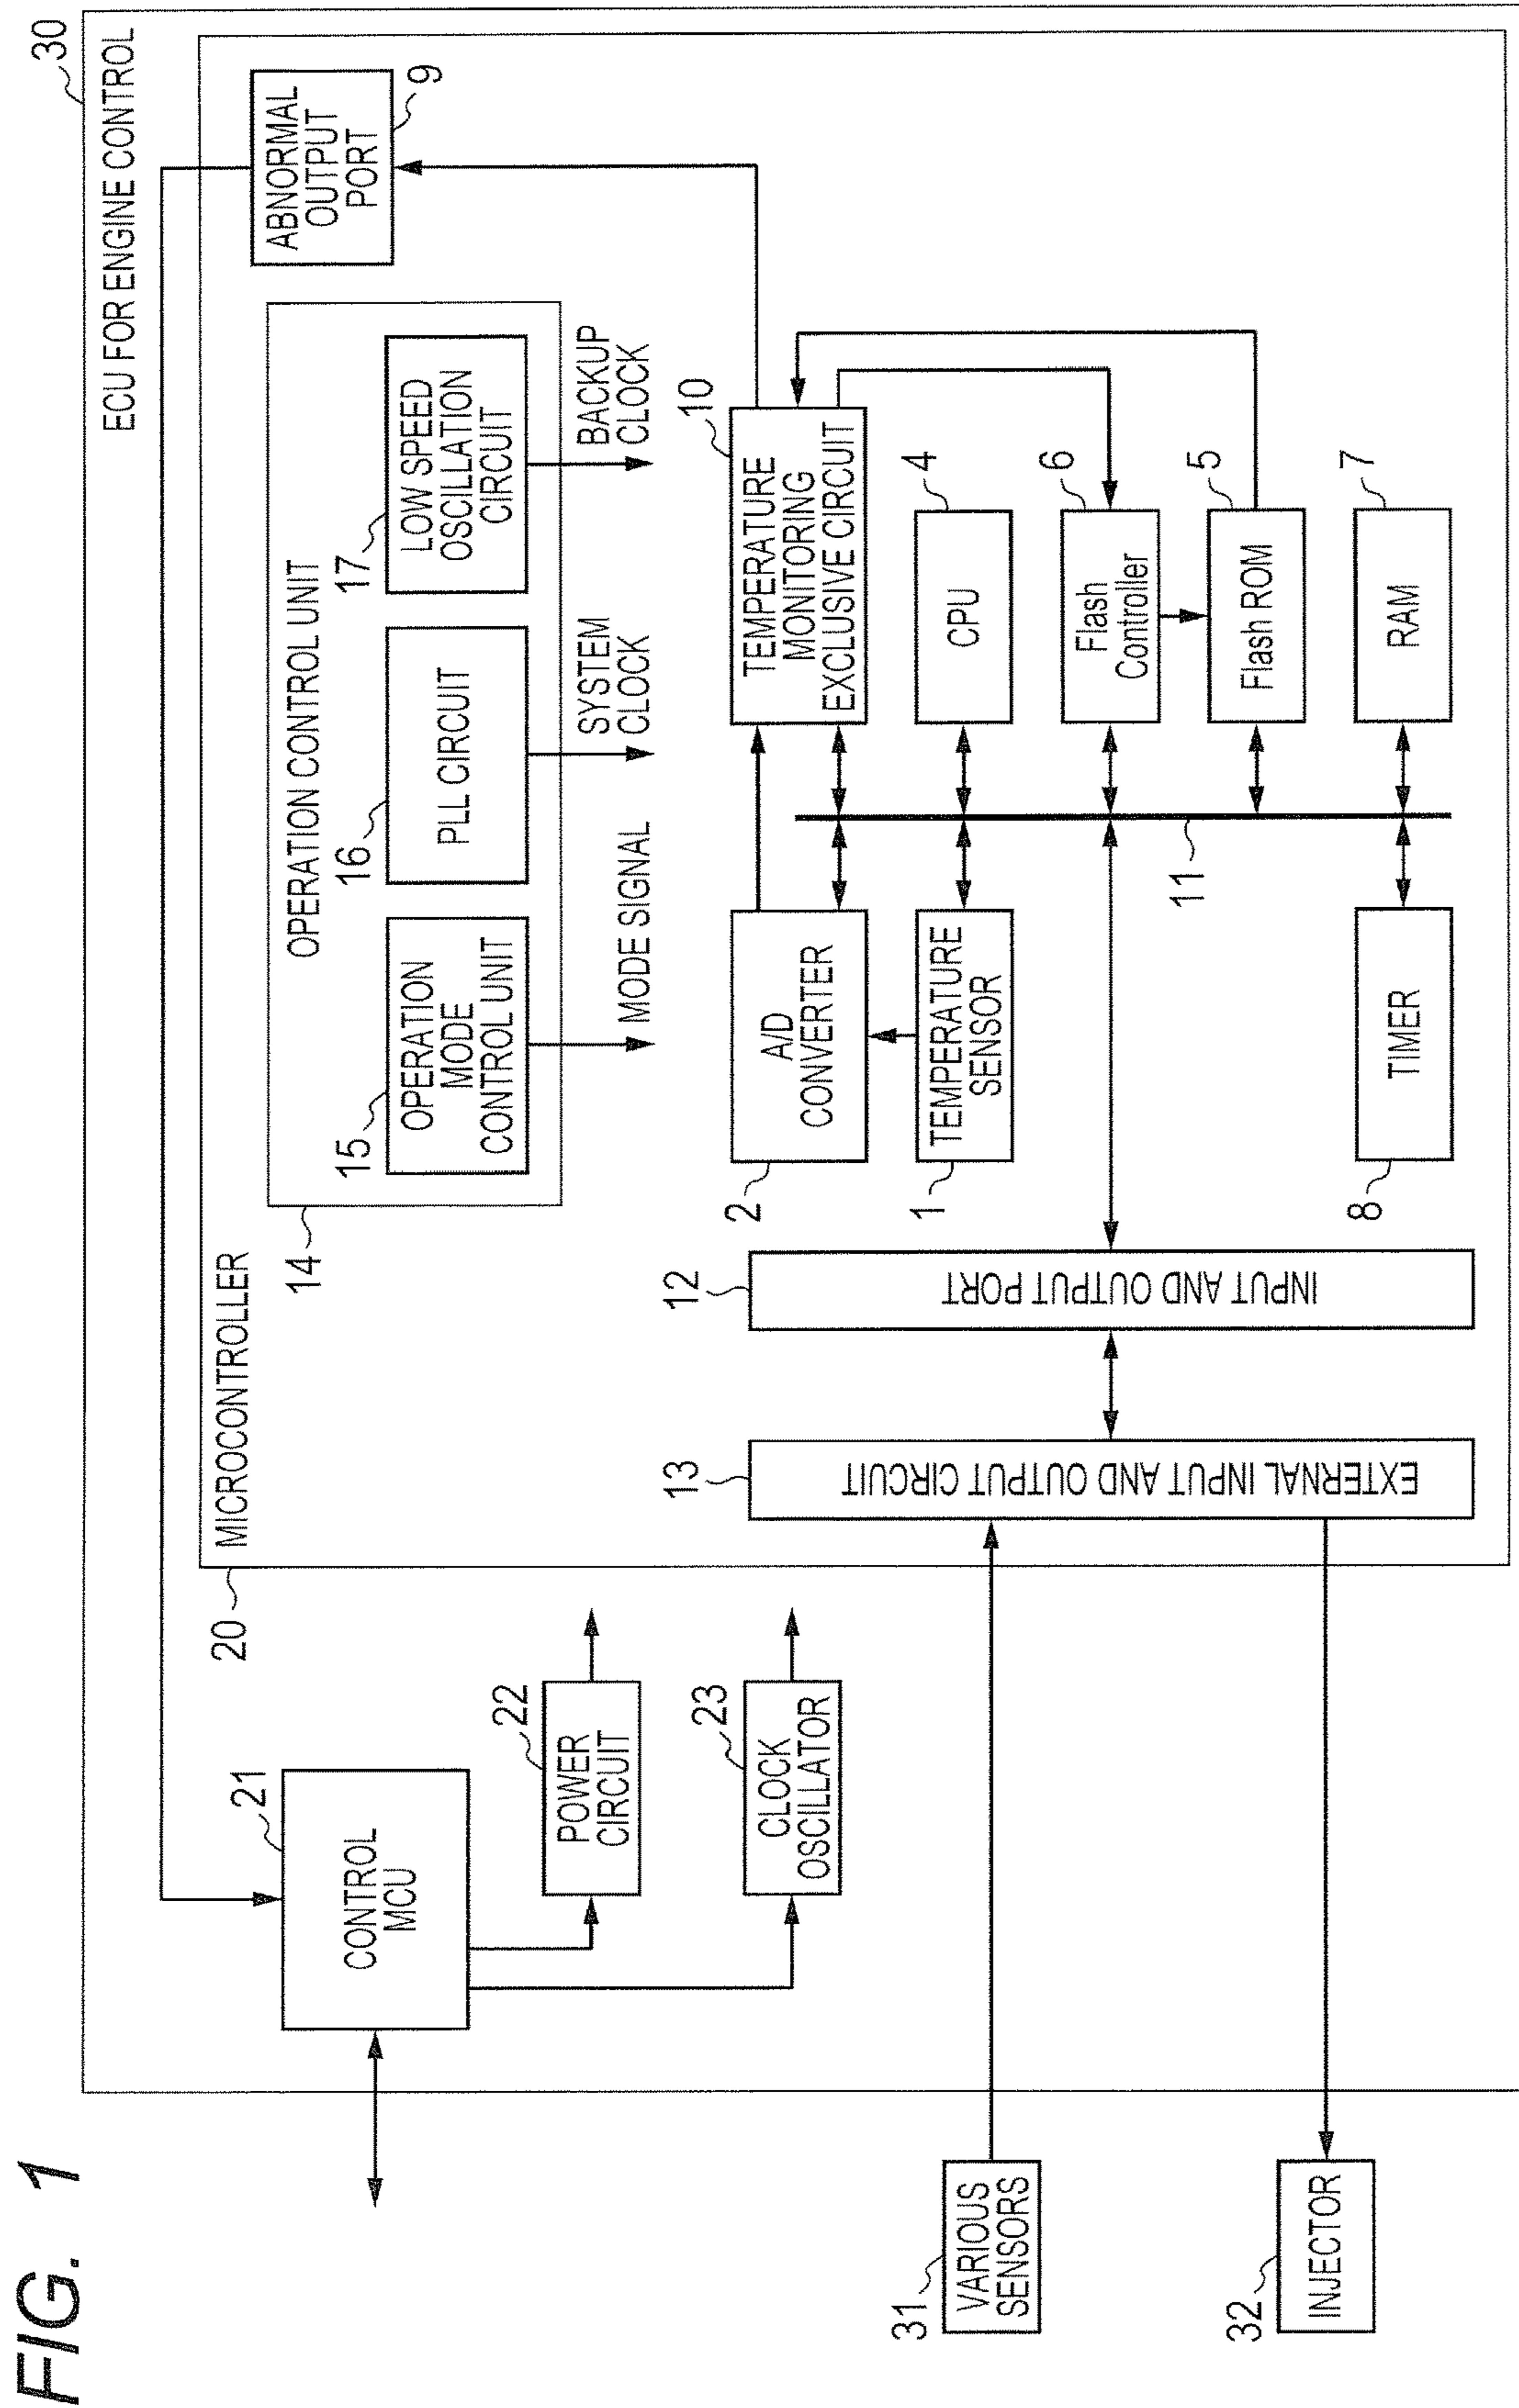 FIG. 1
30
ECU FOR ENGINE CONTROL
20
MICROCONTROLLER
21
CONTROL
MCU
22
POWER
CIRCUIT
23
CLOCK
OSCILLATOR
31
VARIOUS
SENSORS
32
INJECTOR
14
OPERATION CONTROL UNIT
15
OPERATION
MODE
CONTROL UNIT
16
PLL CIRCUIT
17
LOW SPEED
OSCILLATION
CIRCUIT
MODE SIGNAL
SYSTEM
CLOCK
BACKUP
CLOCK
ABNORMAL
OUTPUT
PORT
9
13
EXTERNAL INPUT AND OUTPUT CIRCUIT
12
INPUT AND OUTPUT PORT
2
A/D
CONVERTER
1
TEMPERATURE
SENSOR
8
TIMER
11
10
TEMPERATURE
MONITORING
EXCLUSIVE CIRCUIT
4
CPU
6
Flash
Controller
5
Flash ROM
7
RAM